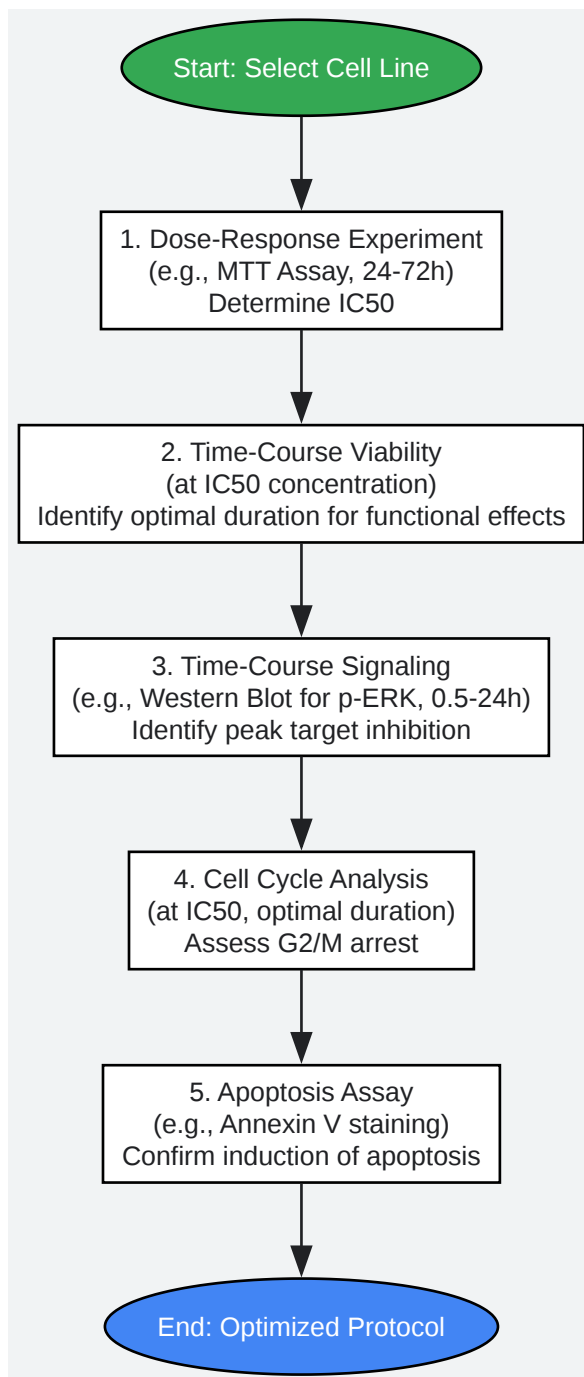 Start: Select Cell Line
1. Dose-Response Experiment
(e.g., MTT Assay, 24-72h)
Determine IC50
2. Time-Course Viability
(at IC50 concentration)
Identify optimal duration for functional effects
3. Time-Course Signaling
(e.g., Western Blot for p-ERK, 0.5-24h)
Identify peak target inhibition
4. Cell Cycle Analysis
(at IC50, optimal duration)
Assess G2/M arrest
5. Apoptosis Assay
(e.g., Annexin V staining)
Confirm induction of apoptosis
End: Optimized Protocol